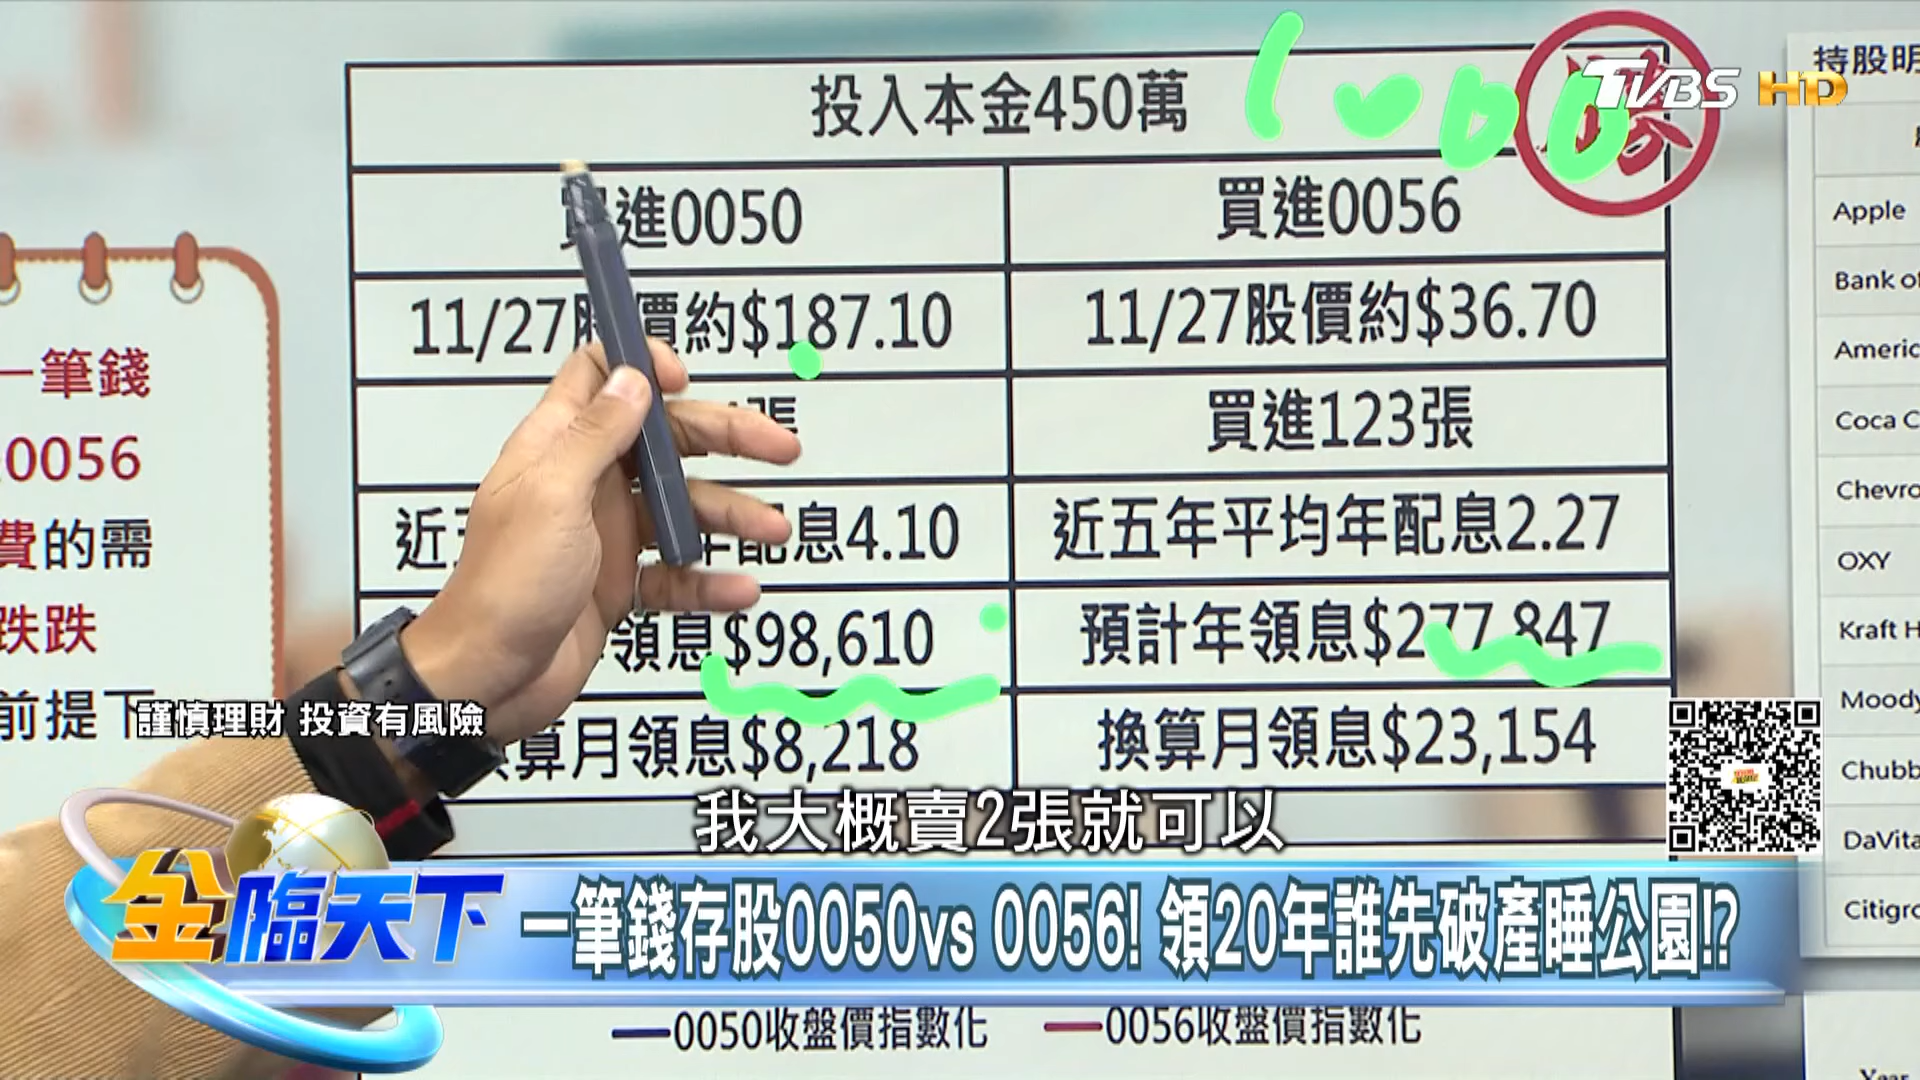 投入本金450萬
1000
勝
TVBS HD
持股明
買進0050
買進0056
11/27股價約$187.10
11/27股價約$36.70
張
買進123張
近
年配息4.10
近五年平均年配息2.27
領息$98,610
預計年領息$277,847
算月領息$8,218
換算月領息$23,154
一筆錢
0056
費的需
跌跌
前提下
謹慎理財 投資有風險
Apple
Bank of
Americ
Coca C
Chevro
OXY
Kraft H
Moody
Chubb
DaVita
Citigro
我大概賣2張就可以
金臨天下
一筆錢存股0050vs 0056! 領20年誰先破產睡公園!?
0050收盤價指數化
0056收盤價指數化
Year